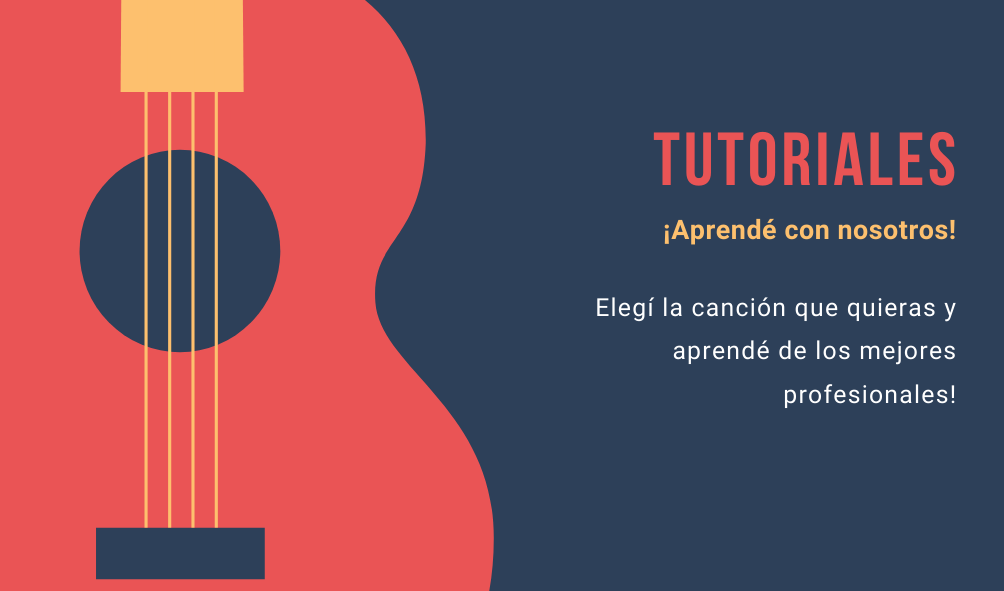 TUTORIALES
¡Aprendé con nosotros!
Elegí la canción que quieras y
aprendé de los mejores
profesionales!